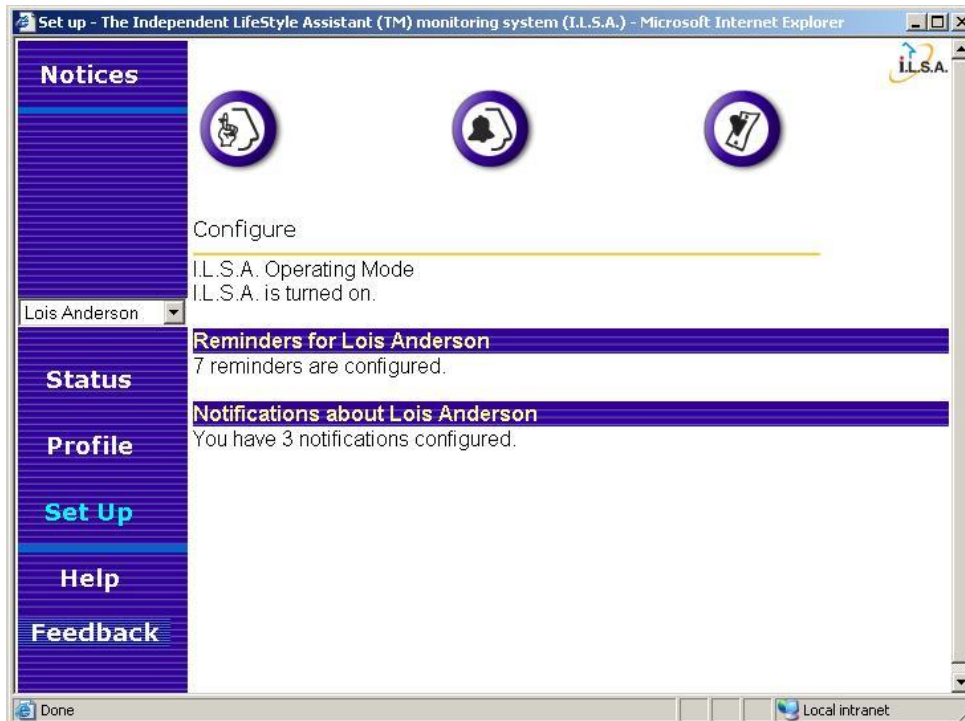 Set up - The Independent LifeStyle Assistant (TM) monitoring system (I.L.S.A.) - Microsoft Internet Explorer
i.L.S.A.
Notices
Configure
I.L.S.A. Operating Mode
I.L.S.A. is turned on.
Lois Anderson
Reminders for Lois Anderson
7 reminders are configured.
Status
Notifications about Lois Anderson
You have 3 notifications configured.
Profile
Set Up
Help
Feedback
Done
Local intranet